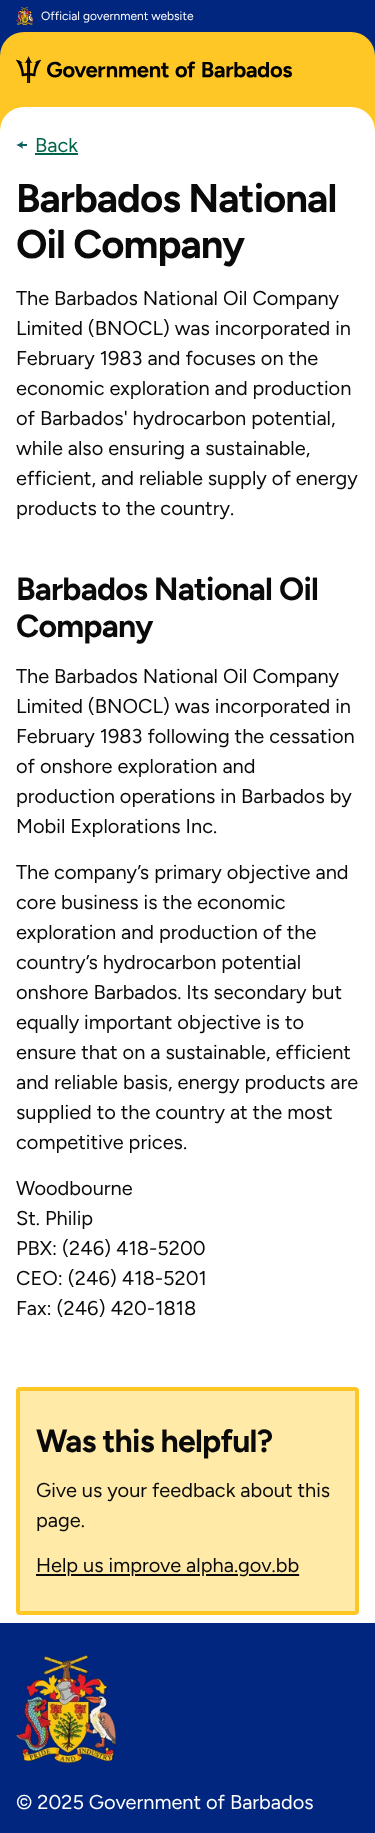 Official government website
Government of Barbados
Back
Barbados National
Oil Company
The Barbados National Oil Company
Limited (BNOCL) was incorporated in
February 1983 and focuses on the
economic exploration and production
of Barbados' hydrocarbon potential,
while also ensuring a sustainable,
efficient, and reliable supply of energy
products to the country.
Barbados National Oil
Company
The Barbados National Oil Company
Limited (BNOCL) was incorporated in
February 1983 following the cessation
of onshore exploration and
production operations in Barbados by
Mobil Explorations Inc.
The company’s primary objective and
core business is the economic
exploration and production of the
country’s hydrocarbon potential
onshore Barbados. Its secondary but
equally important objective is to
ensure that on a sustainable, efficient
and reliable basis, energy products are
supplied to the country at the most
competitive prices.
Woodbourne
St. Philip
PBX: (246) 418-5200
CEO: (246) 418-5201
Fax: (246) 420-1818
Was this helpful?
Give us your feedback about this
page.
Help us improve alpha.gov.bb
PRIDE AND INDUSTRY
© 2025 Government of Barbados